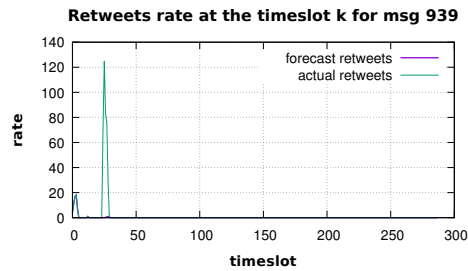 Retweets rate at the timeslot k for msg 939
140
120
100
80
60
40
20
0
rate
forecast retweets
actual retweets
0 50 100 150 200 250 300
timeslot